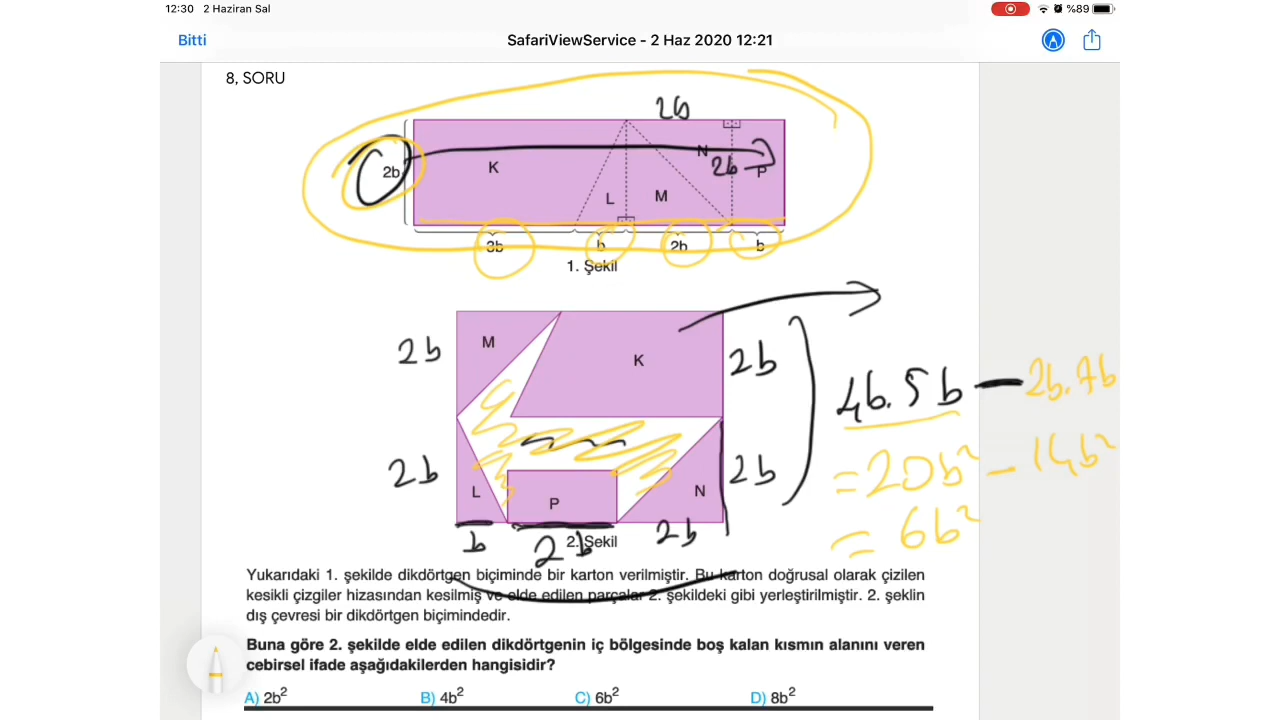 12:30 2 Haziran Sal %89
Bitti SafariViewService - 2 Haz 2020 12:21
8, SORU
2b
2b K N 2b P
L M
3b b 2b b
1. Şekil
2b M K 2b
4b.5b - 2b.7b
2b L P N 2b
= 20b² - 14b²
= 6b²
b 2b 2b
2. Şekil
Yukarıdaki 1. şekilde dikdörtgen biçiminde bir karton verilmiştir. Bu karton doğrusal olarak çizilen
kesikli çizgiler hizasından kesilmiş ve elde edilen parçalar 2. şekildeki gibi yerleştirilmiştir. 2. şeklin
dış çevresi bir dikdörtgen biçimindedir.
Buna göre 2. şekilde elde edilen dikdörtgenin iç bölgesinde boş kalan kısmın alanını veren
cebirsel ifade aşağıdakilerden hangisidir?
A) 2b² B) 4b² C) 6b² D) 8b²